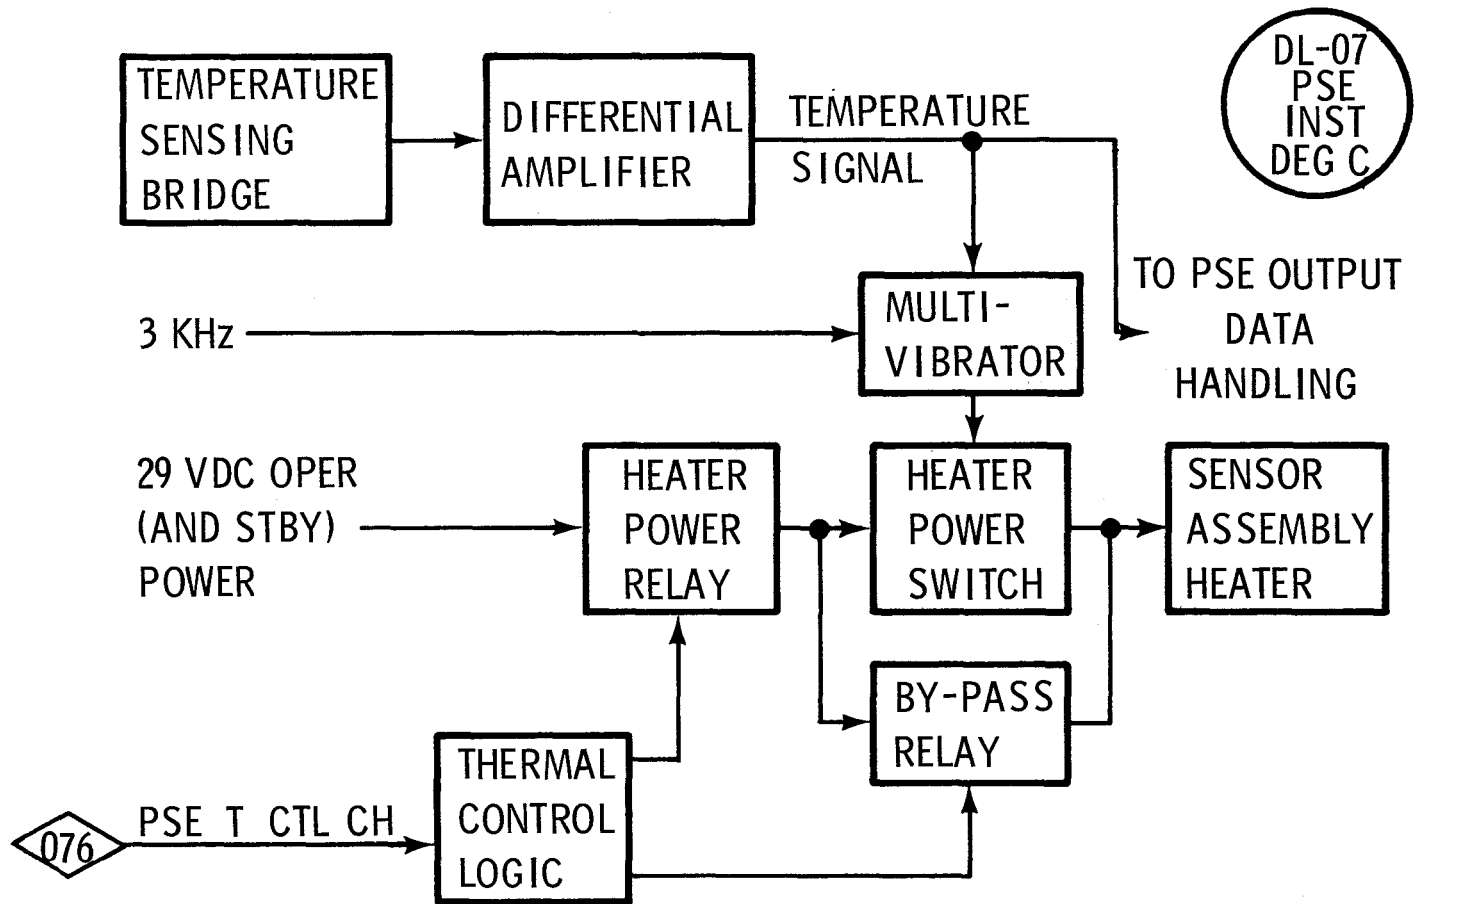 DL-07
PSE
INST
DEG C
TEMPERATURE
SENSING
BRIDGE
DIFFERENTIAL
AMPLIFIER
TEMPERATURE
SIGNAL
TO PSE OUTPUT
DATA
HANDLING
3 KHz
MULTI-
VIBRATOR
29 VDC OPER
(AND STBY)
POWER
HEATER
POWER
RELAY
HEATER
POWER
SWITCH
SENSOR
ASSEMBLY
HEATER
BY-PASS
RELAY
THERMAL
CONTROL
LOGIC
076
PSE T CTL CH